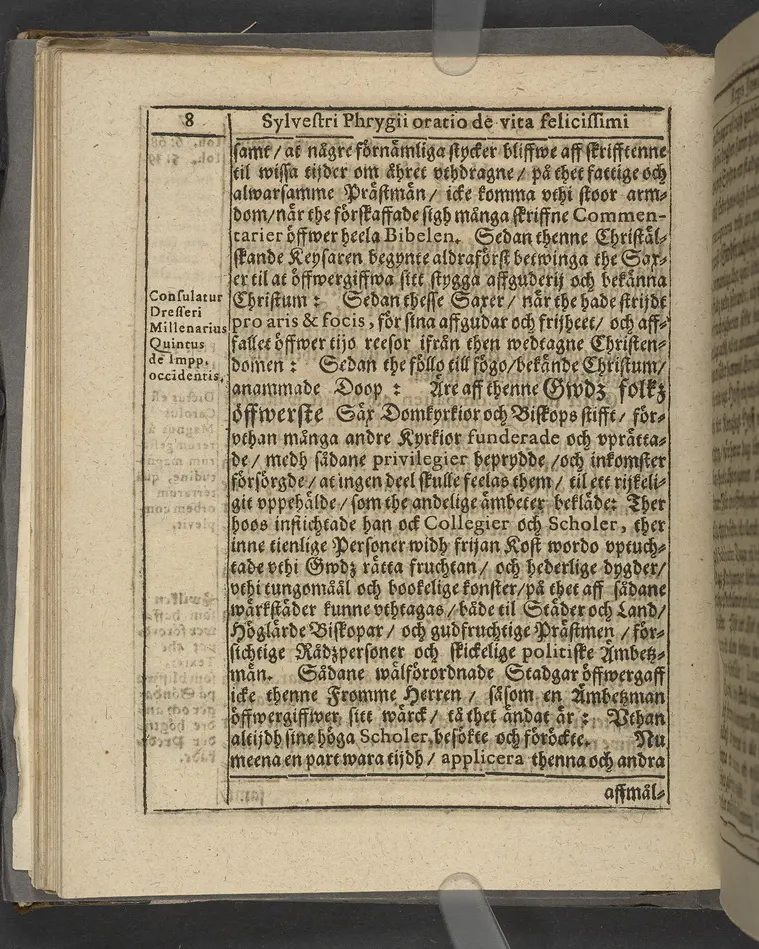 8
Sylvestri Phrygii oratio de vita felicissimi
samt / at någre förnämliga stycker bliffwe aff skrifftenne
til wissa tijder om åhret vthdragne / på thet fattige och
alwarsamme Prästmän / icke komma vthi stoor arm-
dom / när the förskaffade sigh många skriffne Commen-
tarier öffwer heela Bibelen. Sedan thenne Christäl-
skande Keysaren begynte aldraförst betwinga the Sax-
er til at öffwergiffwa sitt stygga affguderij och bekänna
Christum : Sedan thesse Saxer / när the hade stridt
pro aris & focis, för sina affgudar och frijheet / och aff-
fallet öffwer tijo reesor ifrån then wedtagne Christen-
domen : Sedan the föllo till fögo / bekände Christum /
anammade Doop : Äre aff thenne Gwdz folkz
öffwerste Säx Domkyrkior och Biskops stifft / för-
vthan många andre Kyrkior funderade och vprätta-
de / medh sådane privilegier beprydde / och inkomster
försörgde / at ingen deel skulle feelas them / til ett rijkeli-
git vppehälde / som the andelige ämbeter bekläde: Ther
hoos instichtade han ock Collegier och Scholer, ther
inne tienlige Personer widh frijan Kost wordo vptuch-
tade vthi Gwdz rätta fruchtan / och hederlige dygder /
vthi tungomåål och bookelige konster / på thet aff sådane
wärkstäder kunne vthtagas / både til Städer och Land /
Höglärde Biskopar / och gudfruchtige Prästmen / för-
sichtige Rådzpersoner och skickelige politiske Ämbetz-
män. Sådane wälförordnade Stadgar öffwergaff
icke thenne Fromme Herren / såsom en Ämbetzman
öffwergiffwer sitt wärck / tå thet ändat är : Vthan
altijdh sine höga Scholer besökte och förökte. Nu
meena en part wara tijdh / applicera thenna och andra
affmål-
Consulatur
Dresseri
Millenarius
Quintus
de Impp.
occidentis.